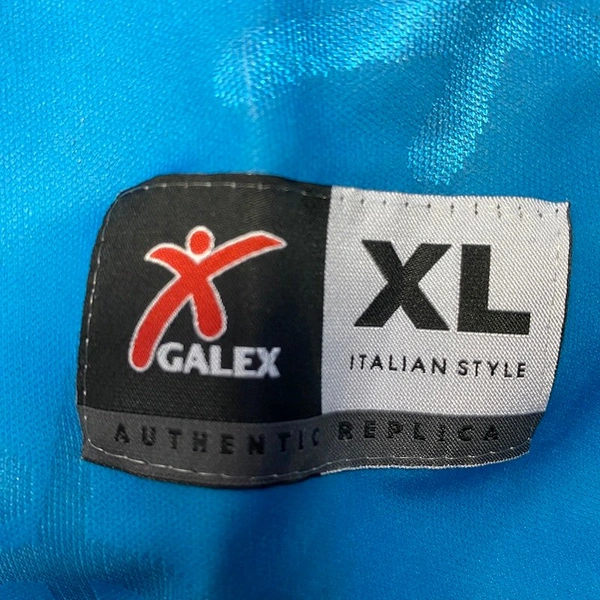 GALEX
XL
ITALIAN STYLE
AUTHENTIC REPLICA